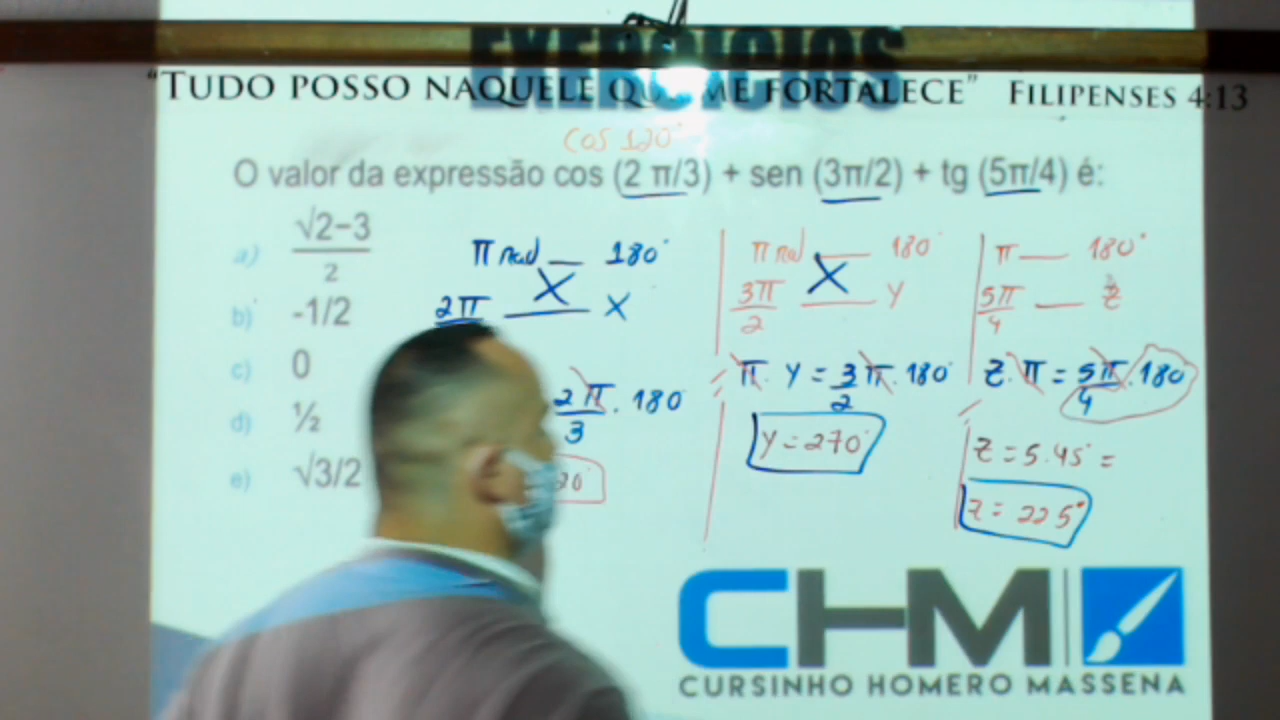 EXERCICIOS
"TUDO POSSO NAQUELE QUE ME FORTALECE" FILIPENSES 4:13
COS 120°
O valor da expressão cos (2 π/3) + sen (3π/2) + tg (5π/4) é:
a) √2−3
2
b) -1/2
c) 0
d) ½
e) √3/2
π rad — 180°
2π — X
2π/3 . 180
π rad — 180°
3π/2 — Y
π. Y = 3π/2 . 180
Y = 270°
π — 180°
5π/4 — Z
Z . π = 5π/4 . 180
Z = 5.45° =
Z = 225°
CHM
CURSINHO HOMERO MASSENA